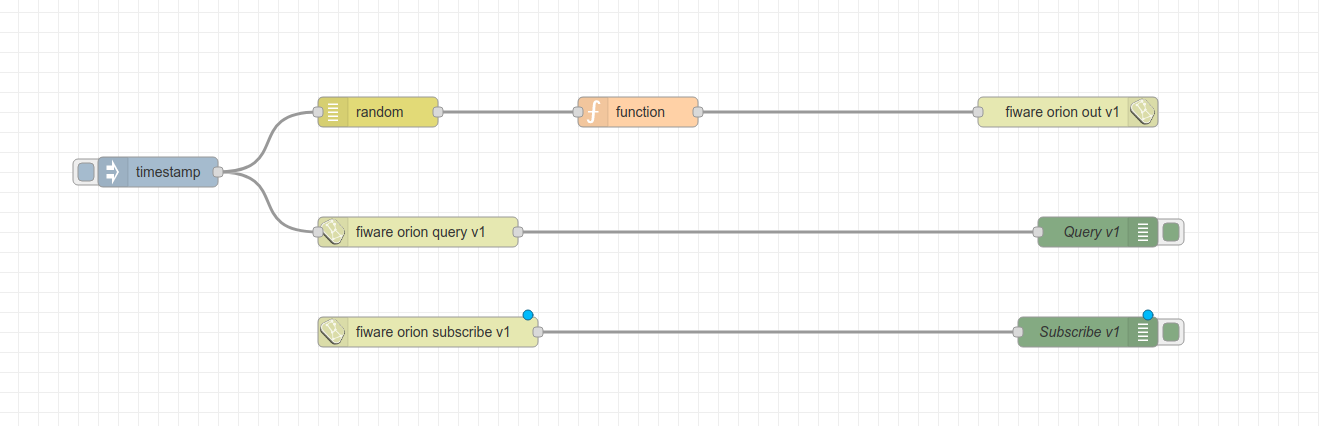 random
function
fiware orion out v1
timestamp
fiware orion query v1
Query v1
fiware orion subscribe v1
Subscribe v1